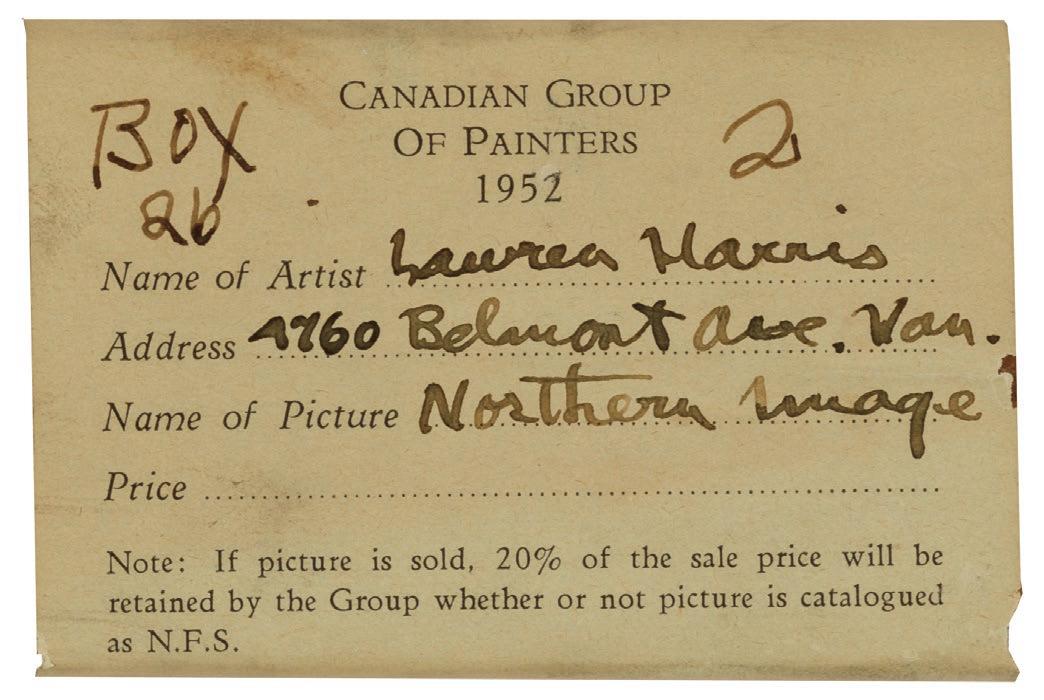 CANADIAN GROUP
OF PAINTERS
1952
BOX
26
2
Name of Artist Lawren Harris
Address 4760 Belmont Ave. Van.
Name of Picture Northern Image
Price
Note: If picture is sold, 20% of the sale price will be
retained by the Group whether or not picture is catalogued
as N.F.S.